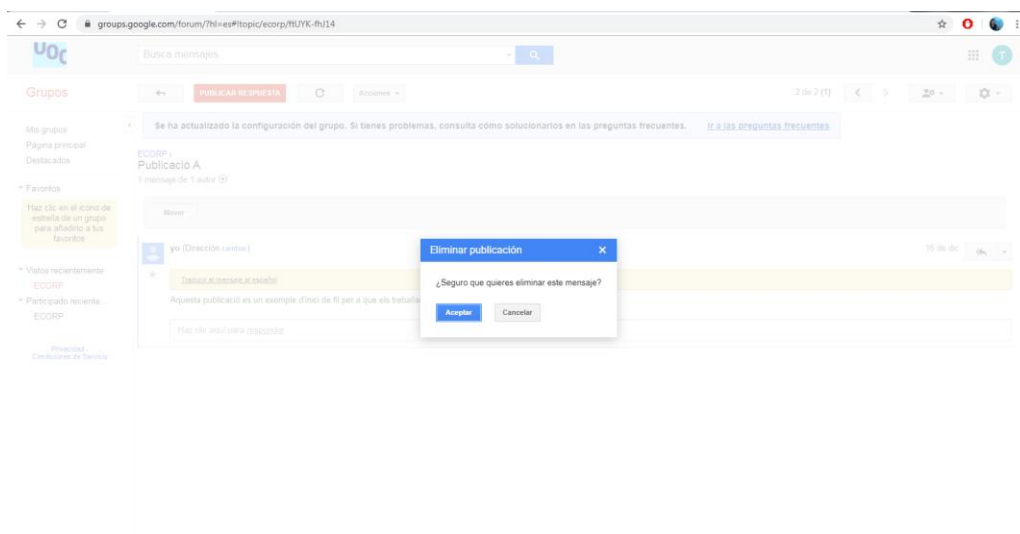 groups.google.com/forum/?hl=es#!topic/ecorp/ftUYK-fhJ14
UOC
Busca mensajes
T
Grupos
PUBLICAR RESPUESTA
Acciones
2 de 2 (1)
Mis grupos
Página principal
Destacados
Se ha actualizado la configuración del grupo. Si tienes problemas, consulta cómo solucionarlos en las preguntas frecuentes. Ir a las preguntas frecuentes
ECORP ›
Publicació A
1 mensaje de 1 autor
Favoritos
Haz clic en el icono de
estrella de un grupo
para añadirlo a tus
favoritos
Mover
yo (Dirección cambiar)
16 de dic.
Eliminar publicación
Traducir el mensaje al español
¿Seguro que quieres eliminar este mensaje?
Vistos recientemente
ECORP
Participado reciente...
ECORP
Aquesta publicació és un exemple d'inici de fil per a que els treballa
Aceptar
Cancelar
Haz clic aquí para responder
Privacidad -
Condiciones de Servicio